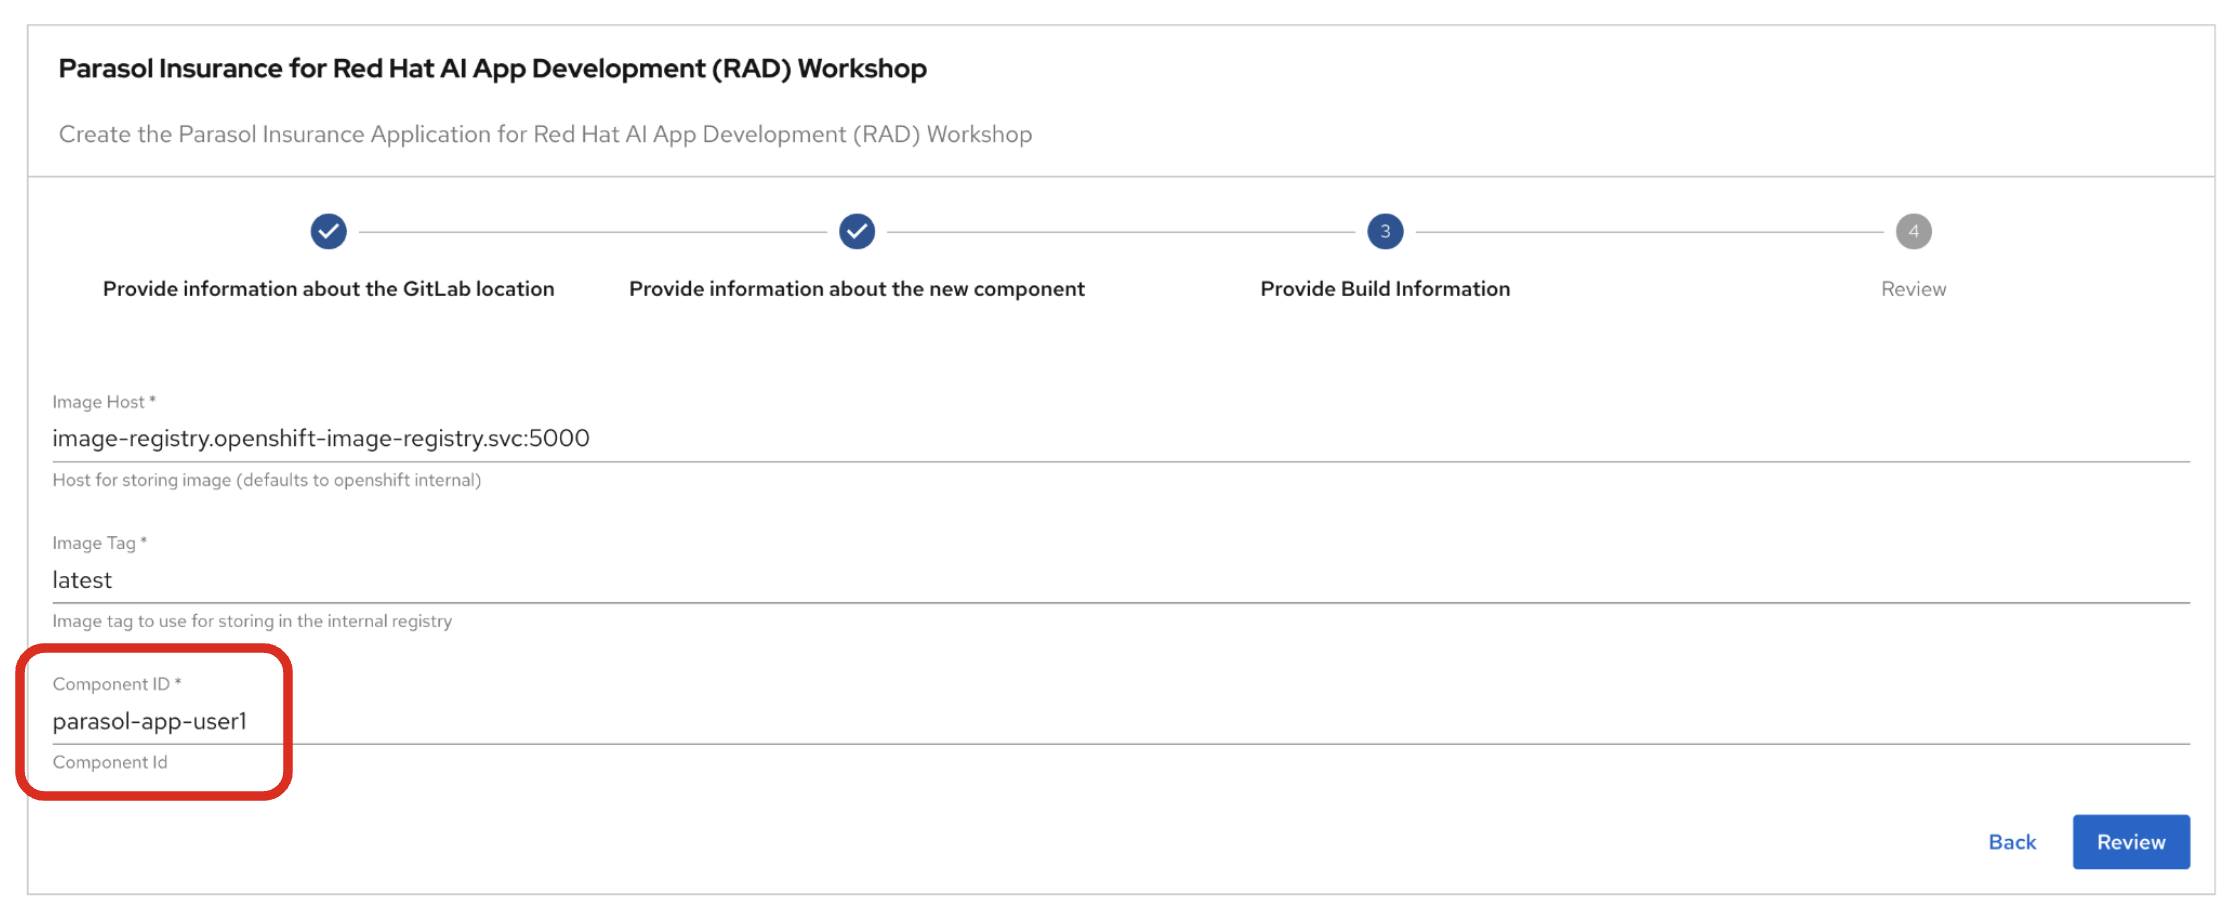 Parasol Insurance for Red Hat AI App Development (RAD) Workshop
Create the Parasol Insurance Application for Red Hat AI App Development (RAD) Workshop
3
4
Provide information about the GitLab location
Provide information about the new component
Provide Build Information
Review
Image Host *
image-registry.openshift-image-registry.svc:5000
Host for storing image (defaults to openshift internal)
Image Tag *
latest
Image tag to use for storing in the internal registry
Component ID *
parasol-app-user1
Component Id
Back
Review